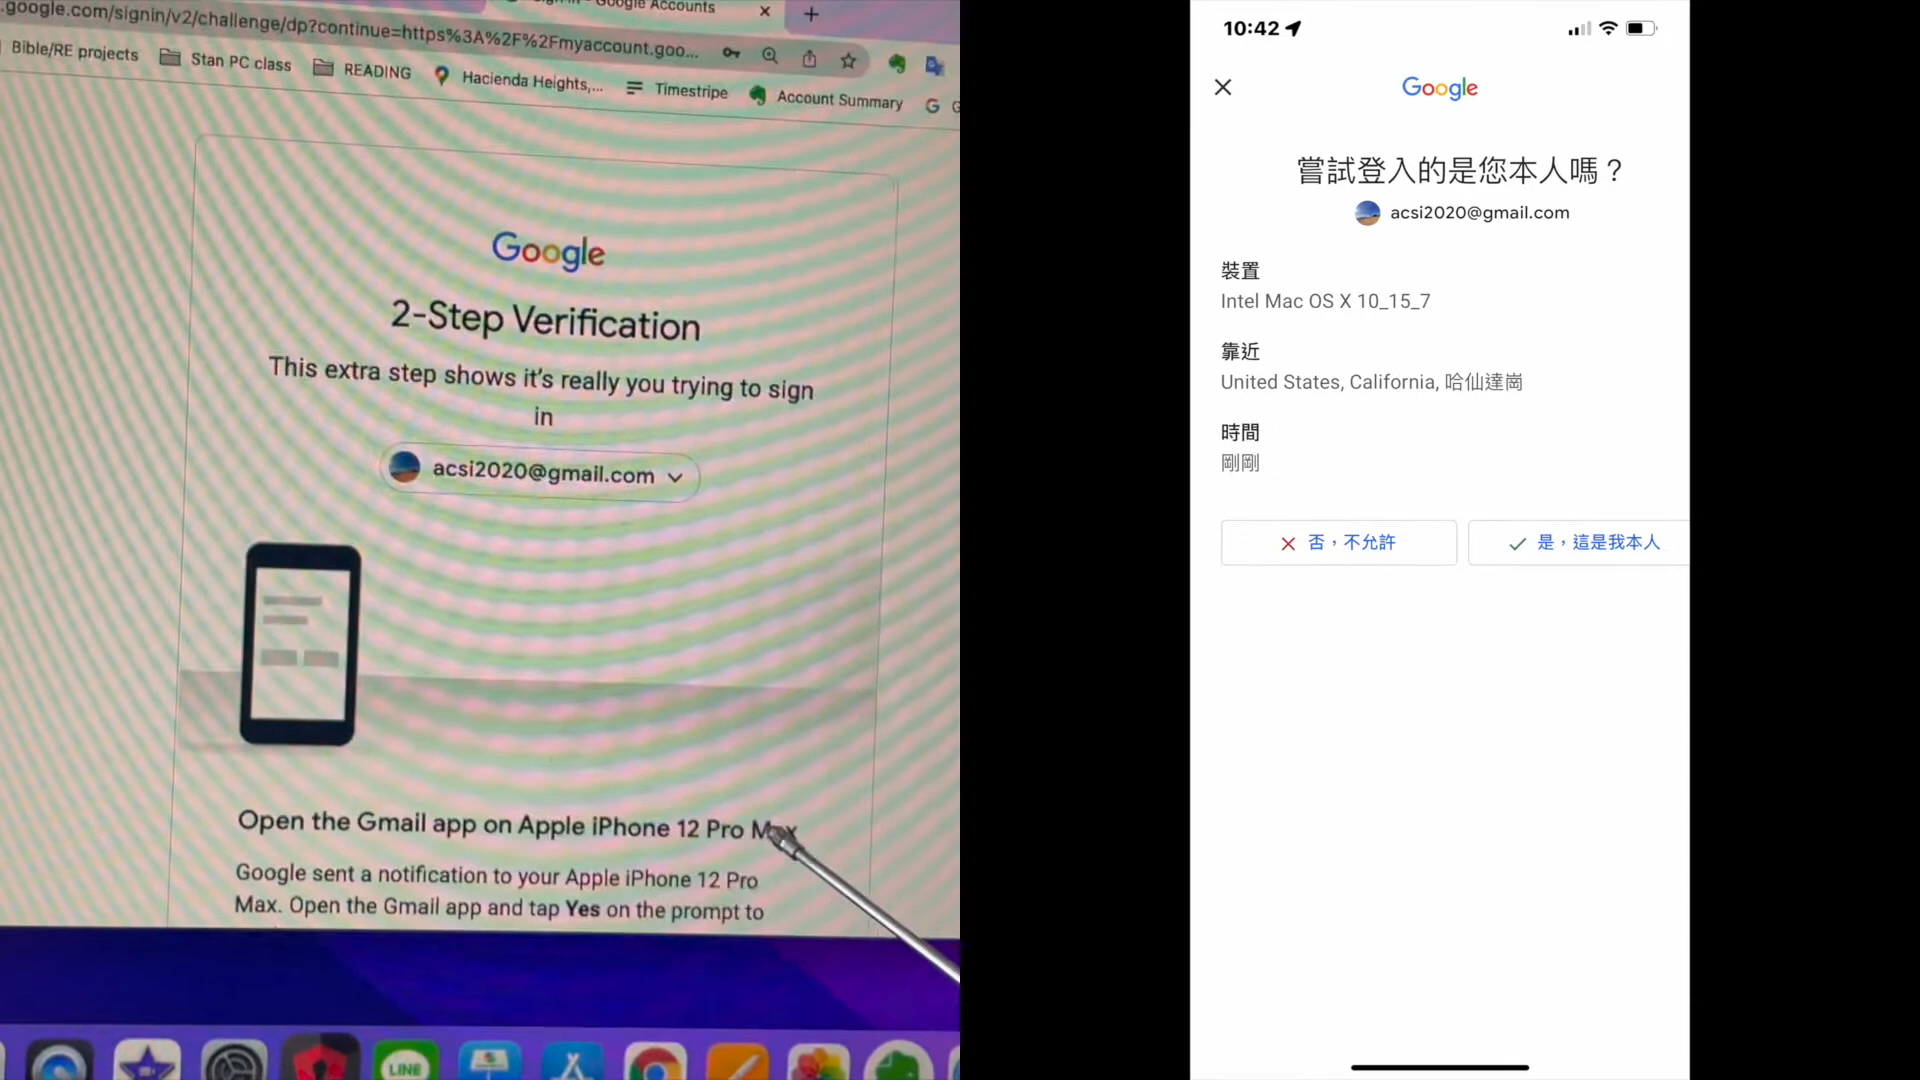 .google.com/signin/v2/challenge/dp?continue=https%3A%2F%2Fmyaccount.goo...
Google Accounts
Bible/RE projects
Stan PC class
READING
Hacienda Heights,...
Timestripe
Account Summary
Google
2-Step Verification
This extra step shows it's really you trying to sign
in
acsi2020@gmail.com
Open the Gmail app on Apple iPhone 12 Pro Max
Google sent a notification to your Apple iPhone 12 Pro
Max. Open the Gmail app and tap Yes on the prompt to
LINE
10:42
Google
嘗試登入的是您本人嗎？
acsi2020@gmail.com
裝置
Intel Mac OS X 10_15_7
靠近
United States, California, 哈仙達崗
時間
剛剛
否，不允許
是，這是我本人